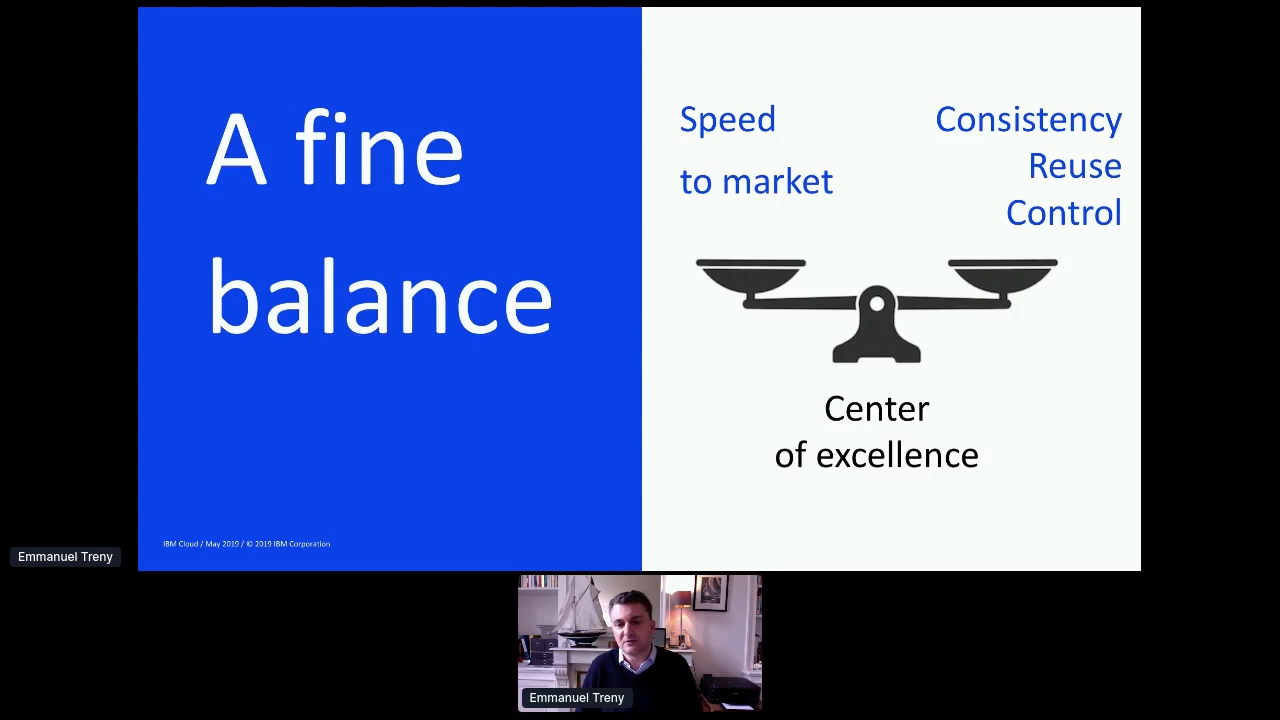 A fine
balance
Speed
to market
Consistency
Reuse
Control
Center
of excellence
IBM Cloud / May 2019 / © 2019 IBM Corporation
Emmanuel Treny
Emmanuel Treny